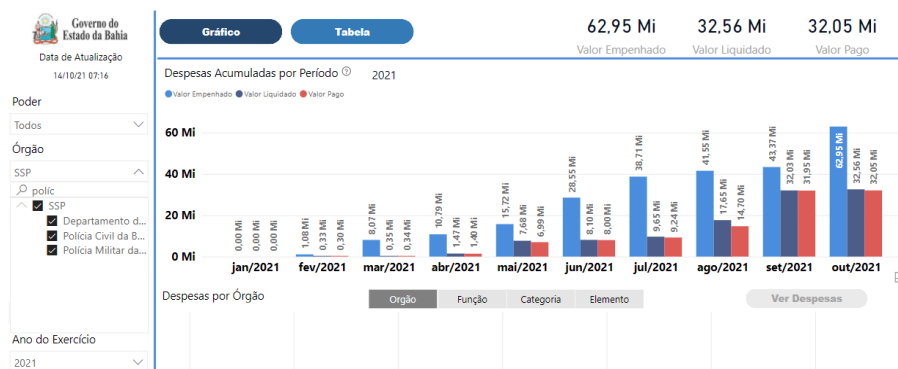 Governo do
Estado da Bahia
Data de Atualização
14/10/21 07:16
Poder
Todos
Órgão
SSP
políc
SSP
Departamento d...
Polícia Civil da B...
Polícia Militar da...
Ano do Exercício
2021
Gráfico
Tabela
62,95 Mi
Valor Empenhado
32,56 Mi
Valor Liquidado
32,05 Mi
Valor Pago
Despesas Acumuladas por Período
2021
Valor Empenhado Valor Liquidado Valor Pago
60 Mi
40 Mi
20 Mi
0 Mi
0,00 Mi 0,00 Mi 0,00 Mi
1,08 Mi 0,33 Mi 0,30 Mi
8,07 Mi 0,35 Mi 0,34 Mi
10,79 Mi 1,47 Mi 1,40 Mi
15,72 Mi 7,68 Mi 6,99 Mi
28,55 Mi 8,10 Mi 8,00 Mi
38,71 Mi 9,65 Mi 9,24 Mi
41,55 Mi 17,65 Mi 14,70 Mi
43,37 Mi 32,03 Mi 31,95 Mi
62,95 Mi 32,56 Mi 32,05 Mi
jan/2021 fev/2021 mar/2021 abr/2021 mai/2021 jun/2021 jul/2021 ago/2021 set/2021 out/2021
Despesas por Órgão
Orgão
Função
Categoria
Elemento
Ver Despesas